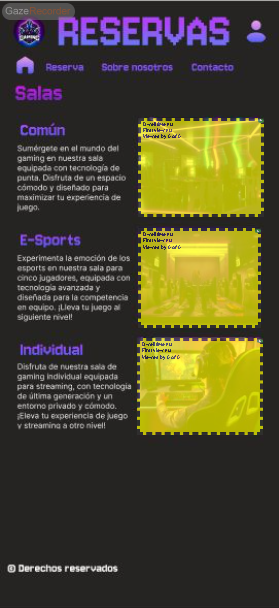 GazeRecorder
GAMING
RESERVAS
Reserva Sobre nosotros Contacto
Salas
Común
Sumérgete en el mundo del
gaming en nuestra sala
equipada con tecnología de
punta. Disfruta de un espacio
cómodo y diseñado para
maximizar tu experiencia de
juego.
E-Sports
Experimenta la emoción de los
esports en nuestra sala para
cinco jugadores, equipada con
tecnología avanzada y
diseñada para la competencia
en equipo. ¡Lleva tu juego al
siguiente nivel!
Individual
Disfruta de nuestra sala de
gaming individual equipada
para streaming, con tecnología
de última generación y un
entorno privado y cómodo.
¡Eleva tu experiencia de juego
y streaming a otro nivel!
© Derechos reservados